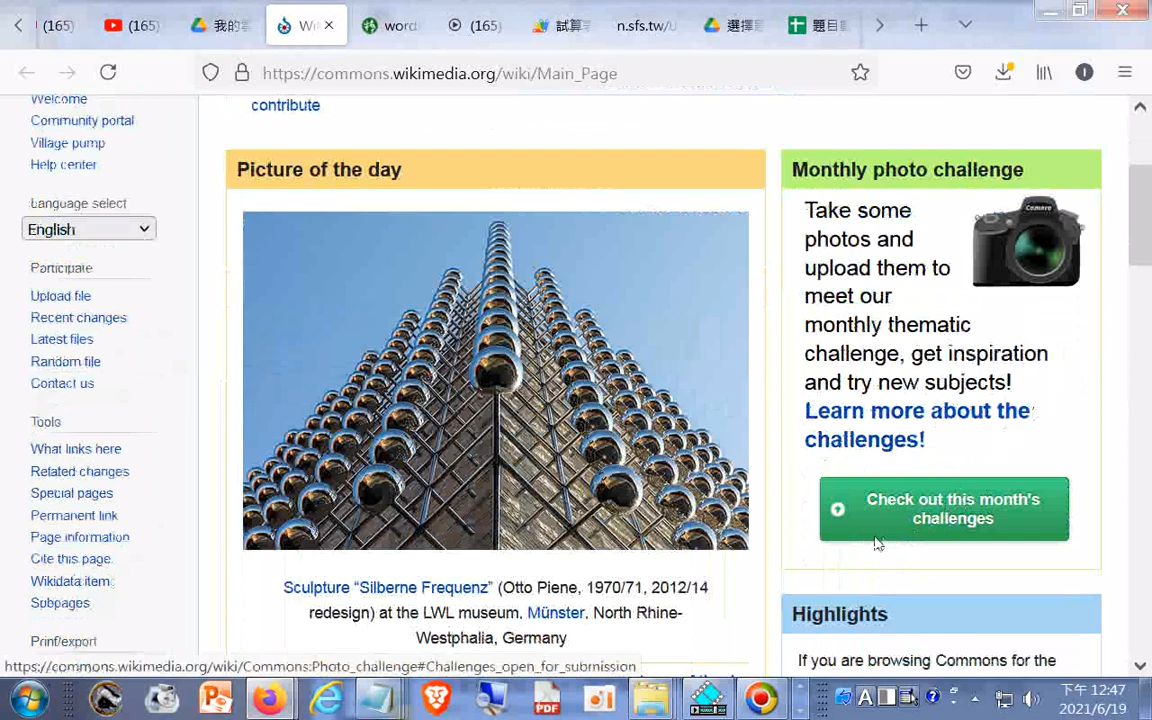 (165)
(165)
我的
Wi
word
(165)
試算
n.sfs.tw/
選擇
題目
https://commons.wikimedia.org/wiki/Main_Page
Welcome
Community portal
Village pump
Help center
Language select
English
Participate
Upload file
Recent changes
Latest files
Random file
Contact us
Tools
What links here
Related changes
Special pages
Permanent link
Page information
Cite this page
Wikidata item
Subpages
Print/export
contribute
Picture of the day
Sculpture “Silberne Frequenz” (Otto Piene, 1970/71, 2012/14
redesign) at the LWL museum, Münster, North Rhine-
Westphalia, Germany
Monthly photo challenge
Take some
photos and
upload them to
meet our
monthly thematic
challenge, get inspiration
and try new subjects!
Learn more about the
challenges!
Camera
Check out this month's
challenges
Highlights
If you are browsing Commons for the
https://commons.wikimedia.org/wiki/Commons:Photo_challenge#Challenges_open_for_submission
PDF
A
下午 12:47
2021/6/19